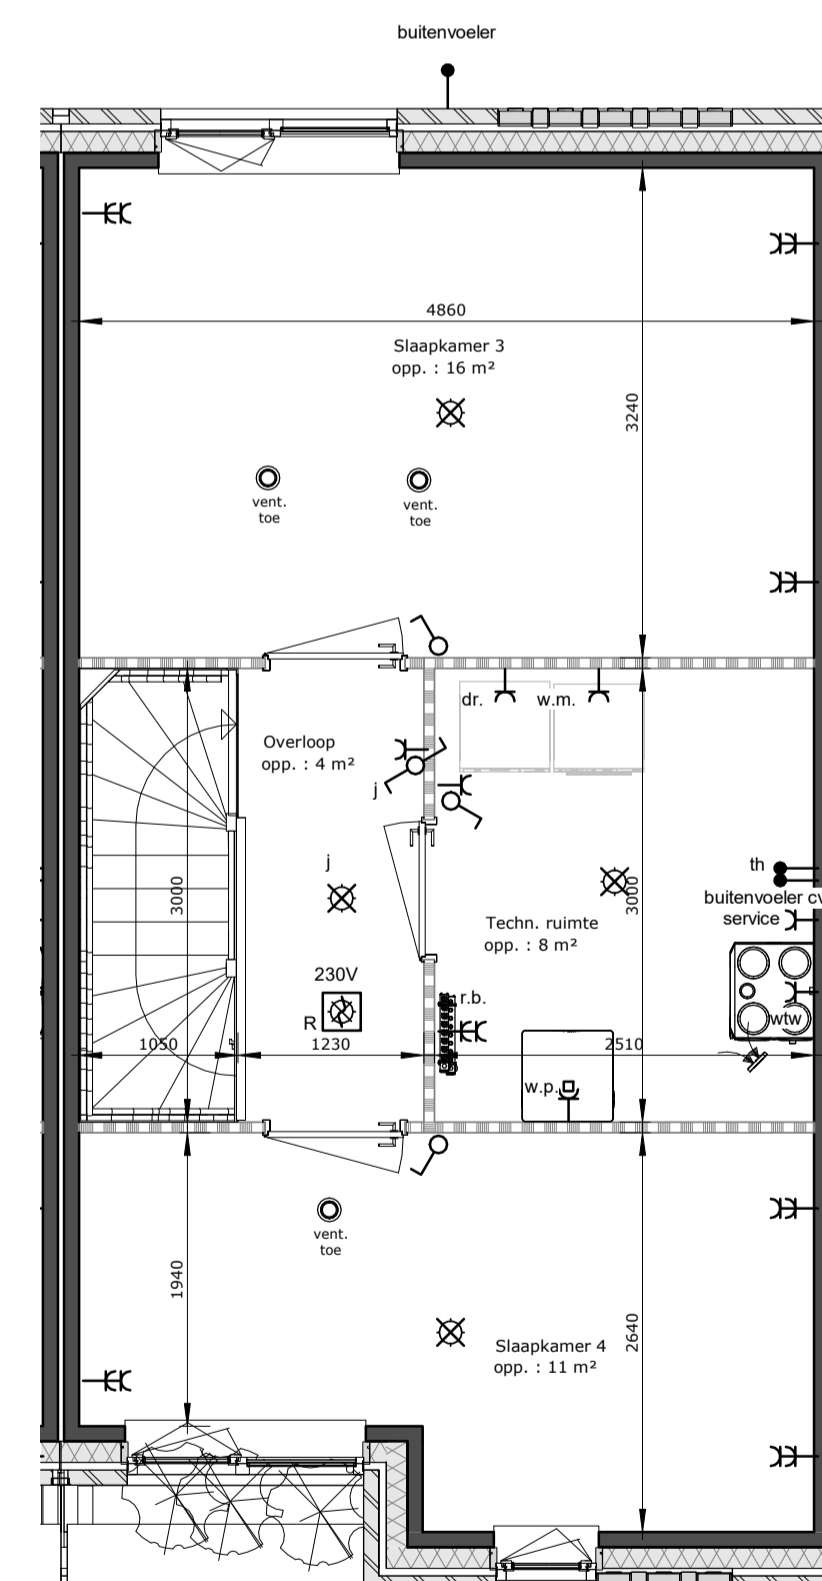 buitenvoeler
4860
Slaapkamer 3
opp. : 16 m²
3240
vent.
toe
vent.
toe
dr.
w.m.
Overloop
opp. : 4 m²
j
j
th
3000
3000
buitenvoeler cv
service
Techn. ruimte
opp. : 8 m²
230V
R
r.b.
wtw
1050
1230
2510
w.p.
vent.
toe
1940
2640
Slaapkamer 4
opp. : 11 m²